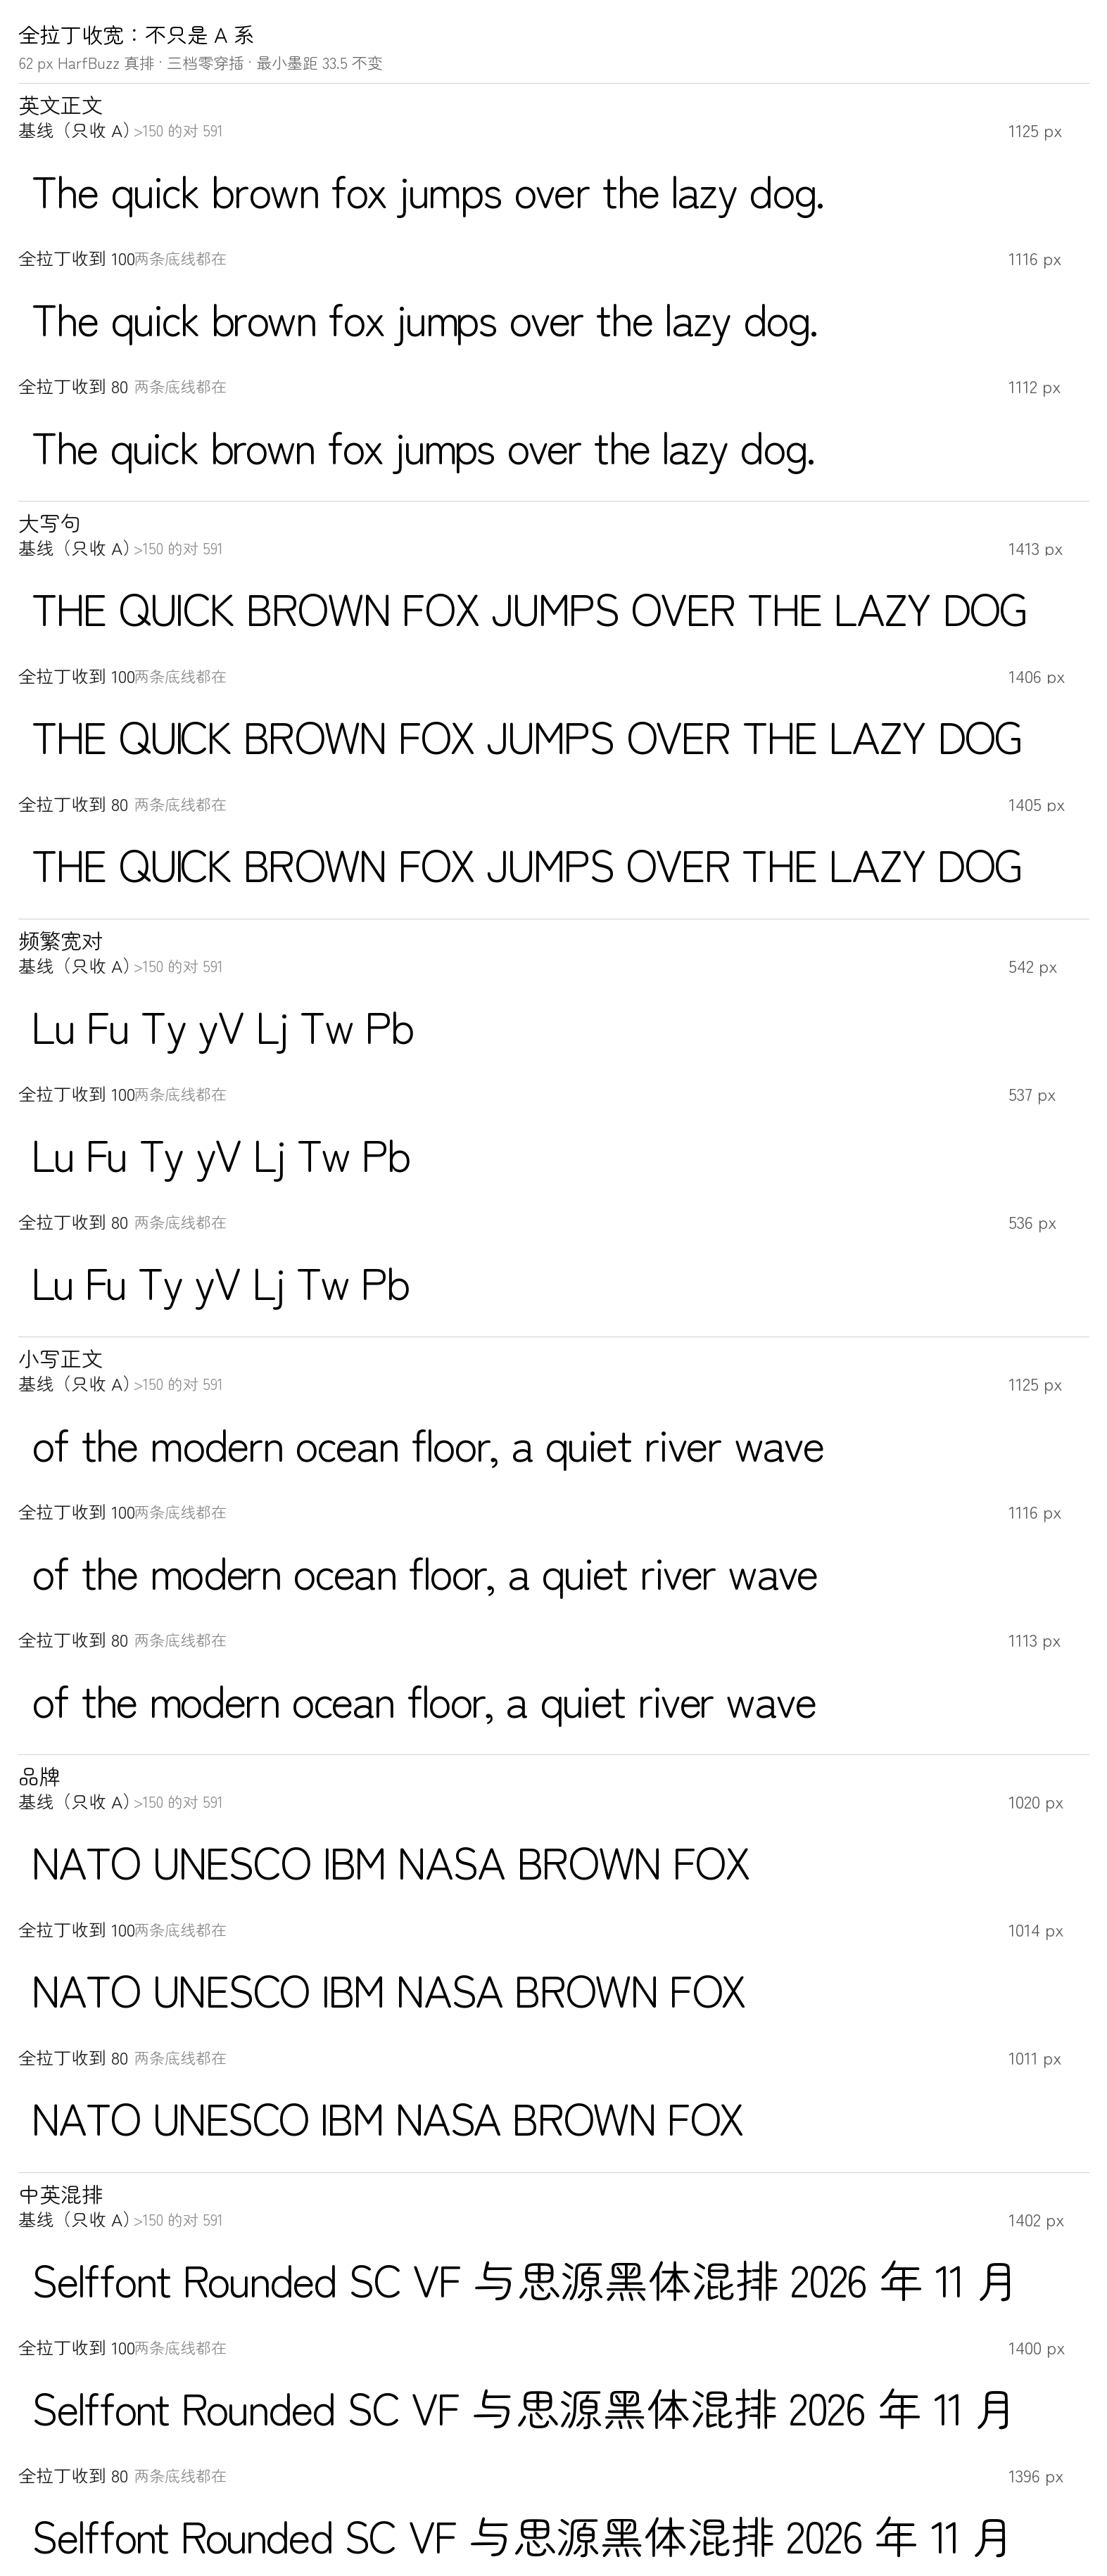 全拉丁收宽：不只是 A 系
62 px HarfBuzz 真排 · 三档零穿插 · 最小墨距 33.5 不变
英文正文
基线（只收 A）>150 的对 591 1125 px
The quick brown fox jumps over the lazy dog.
全拉丁收到 100两条底线都在 1116 px
The quick brown fox jumps over the lazy dog.
全拉丁收到 80 两条底线都在 1112 px
The quick brown fox jumps over the lazy dog.
大写句
基线（只收 A）>150 的对 591 1413 px
THE QUICK BROWN FOX JUMPS OVER THE LAZY DOG
全拉丁收到 100两条底线都在 1406 px
THE QUICK BROWN FOX JUMPS OVER THE LAZY DOG
全拉丁收到 80 两条底线都在 1405 px
THE QUICK BROWN FOX JUMPS OVER THE LAZY DOG
频繁宽对
基线（只收 A）>150 的对 591 542 px
Lu Fu Ty yV Lj Tw Pb
全拉丁收到 100两条底线都在 537 px
Lu Fu Ty yV Lj Tw Pb
全拉丁收到 80 两条底线都在 536 px
Lu Fu Ty yV Lj Tw Pb
小写正文
基线（只收 A）>150 的对 591 1125 px
of the modern ocean floor, a quiet river wave
全拉丁收到 100两条底线都在 1116 px
of the modern ocean floor, a quiet river wave
全拉丁收到 80 两条底线都在 1113 px
of the modern ocean floor, a quiet river wave
品牌
基线（只收 A）>150 的对 591 1020 px
NATO UNESCO IBM NASA BROWN FOX
全拉丁收到 100两条底线都在 1014 px
NATO UNESCO IBM NASA BROWN FOX
全拉丁收到 80 两条底线都在 1011 px
NATO UNESCO IBM NASA BROWN FOX
中英混排
基线（只收 A）>150 的对 591 1402 px
Selffont Rounded SC VF 与思源黑体混排 2026 年 11 月
全拉丁收到 100两条底线都在 1400 px
Selffont Rounded SC VF 与思源黑体混排 2026 年 11 月
全拉丁收到 80 两条底线都在 1396 px
Selffont Rounded SC VF 与思源黑体混排 2026 年 11 月